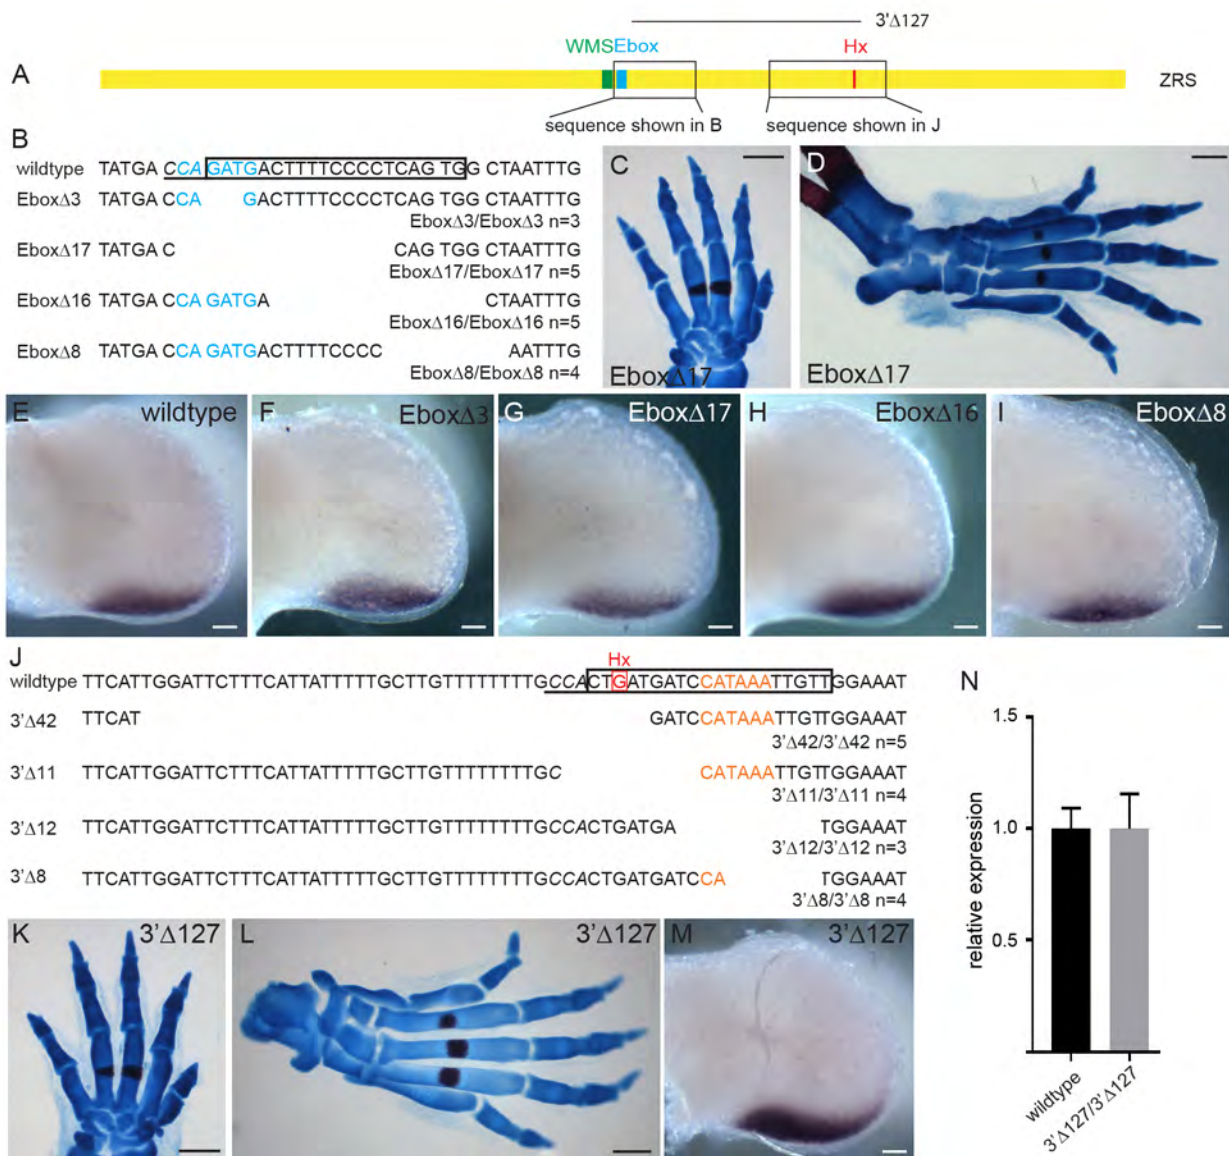 3'Δ127
WMS Ebox Hx
A ZRS
sequence shown in B sequence shown in J
B
wildtype TATGA CCA GATGACTTTTCCCCTCAG TGG CTAATTTG
EboxΔ3 TATGA CCA GACTTTTCCCCTCAG TGG CTAATTTG
EboxΔ3/EboxΔ3 n=3
EboxΔ17 TATGA C CAG TGG CTAATTTG
EboxΔ17/EboxΔ17 n=5
EboxΔ16 TATGA CCA GATGA CTAATTTG
EboxΔ16/EboxΔ16 n=5
EboxΔ8 TATGA CCA GATGACTTTTCCCC AATTTG
EboxΔ8/EboxΔ8 n=4
C
EboxΔ17
D
EboxΔ17
E wildtype
F EboxΔ3
G EboxΔ17
H EboxΔ16
I EboxΔ8
J
Hx
wildtype TTCATTGGATTCTTTCATTATTTTTGCTTGTTTTTTTTGCCACTGATGATCCATAAATTGTTGGAAAT
3'Δ42 TTCAT GATCCATAAATTGTTGGAAAT
3'Δ42/3'Δ42 n=5
3'Δ11 TTCATTGGATTCTTTCATTATTTTTGCTTGTTTTTTTTGC CATAAATTGTTGGAAAT
3'Δ11/3'Δ11 n=4
3'Δ12 TTCATTGGATTCTTTCATTATTTTTGCTTGTTTTTTTTGCCACTGATGA TGGAAAT
3'Δ12/3'Δ12 n=3
3'Δ8 TTCATTGGATTCTTTCATTATTTTTGCTTGTTTTTTTTGCCACTGATGATCCA TGGAAAT
3'Δ8/3'Δ8 n=4
K 3'Δ127
L 3'Δ127
M 3'Δ127
N
relative expression
1.5
1.0
0.5
wildtype
3'Δ127/3'Δ127